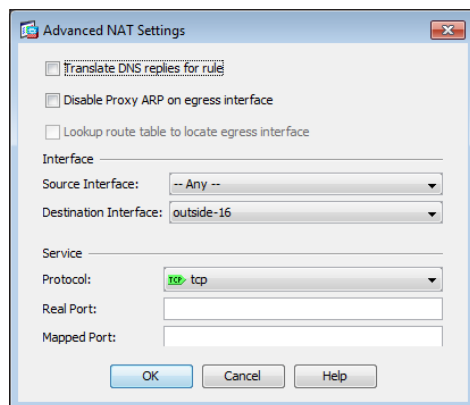 Advanced NAT Settings
Translate DNS replies for rule
Disable Proxy ARP on egress interface
Lookup route table to locate egress interface
Interface
Source Interface: -- Any --
Destination Interface: outside-16
Service
Protocol: TCP tcp
Real Port:
Mapped Port:
OK Cancel Help